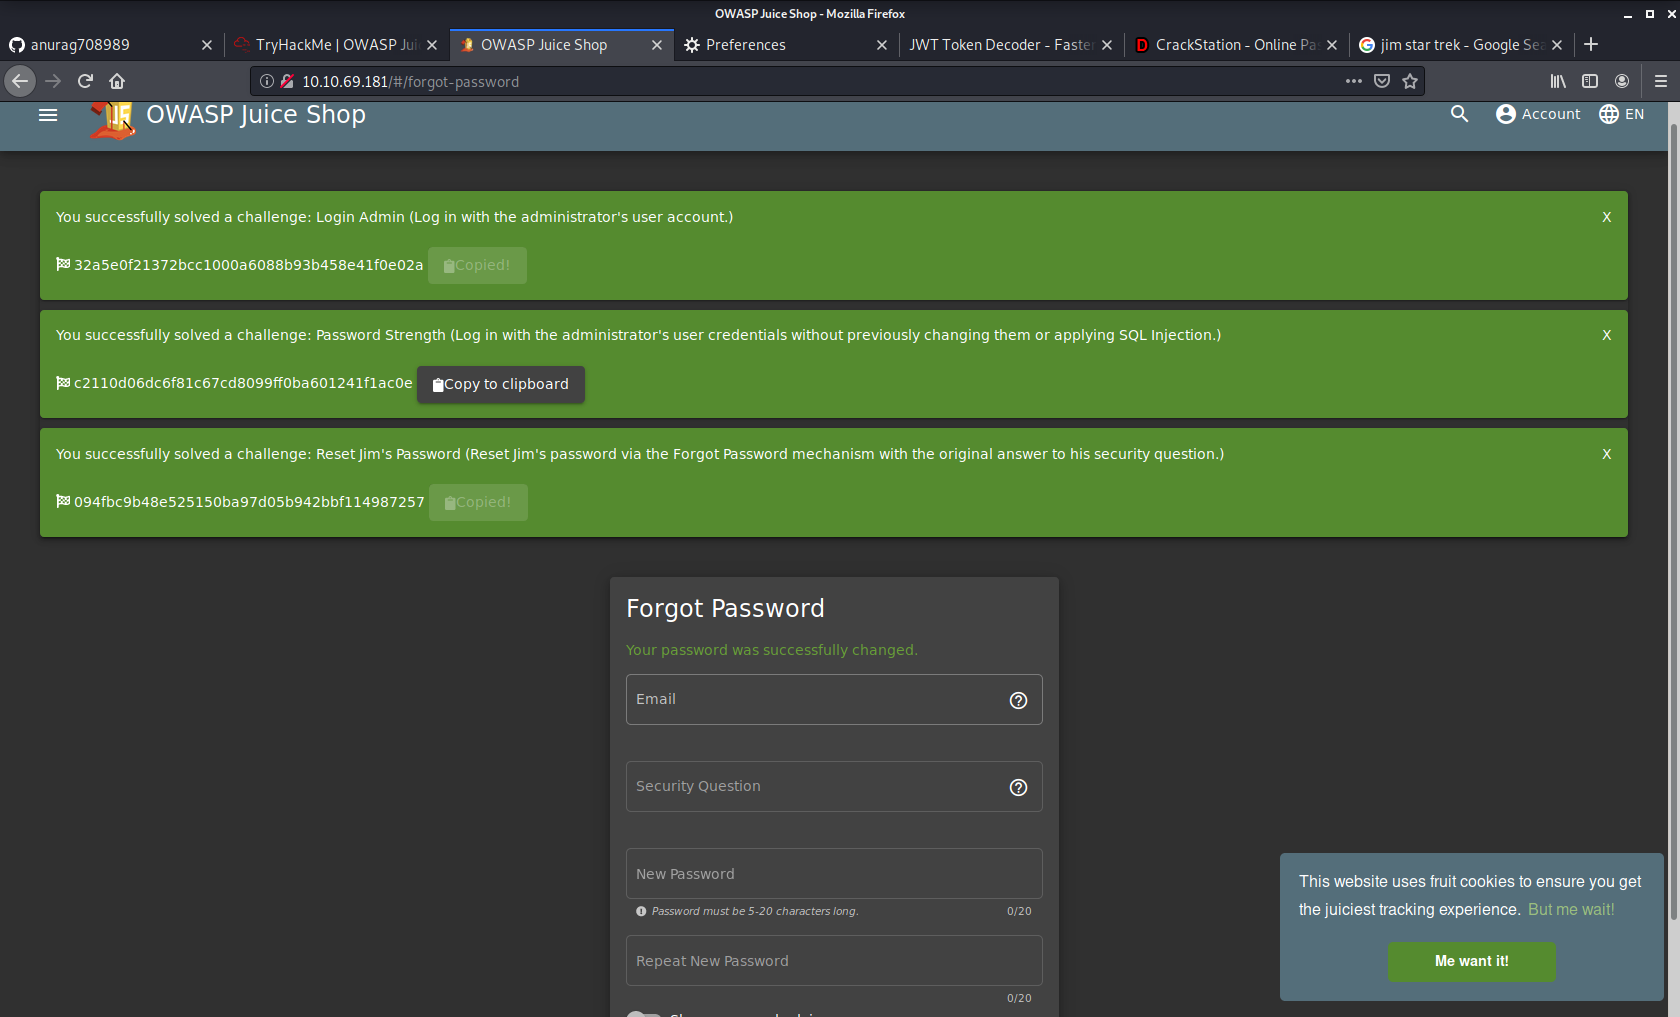 OWASP Juice Shop - Mozilla Firefox
anurag708989
TryHackMe | OWASP Jui
OWASP Juice Shop
Preferences
JWT Token Decoder - Faste
CrackStation - Online Pa
jim star trek - Google Sea
10.10.69.181/#/forgot-password
OWASP Juice Shop
Account
EN
You successfully solved a challenge: Login Admin (Log in with the administrator's user account.)
X
32a5e0f21372bcc1000a6088b93b458e41f0e02a
Copied!
You successfully solved a challenge: Password Strength (Log in with the administrator's user credentials without previously changing them or applying SQL Injection.)
X
c2110d06dc6f81c67cd8099ff0ba601241f1ac0e
Copy to clipboard
You successfully solved a challenge: Reset Jim's Password (Reset Jim's password via the Forgot Password mechanism with the original answer to his security question.)
X
094fbc9b48e525150ba97d05b942bbf114987257
Copied!
Forgot Password
Your password was successfully changed.
Email
Security Question
New Password
Password must be 5-20 characters long.
0/20
Repeat New Password
0/20
This website uses fruit cookies to ensure you get
the juiciest tracking experience. But me wait!
Me want it!